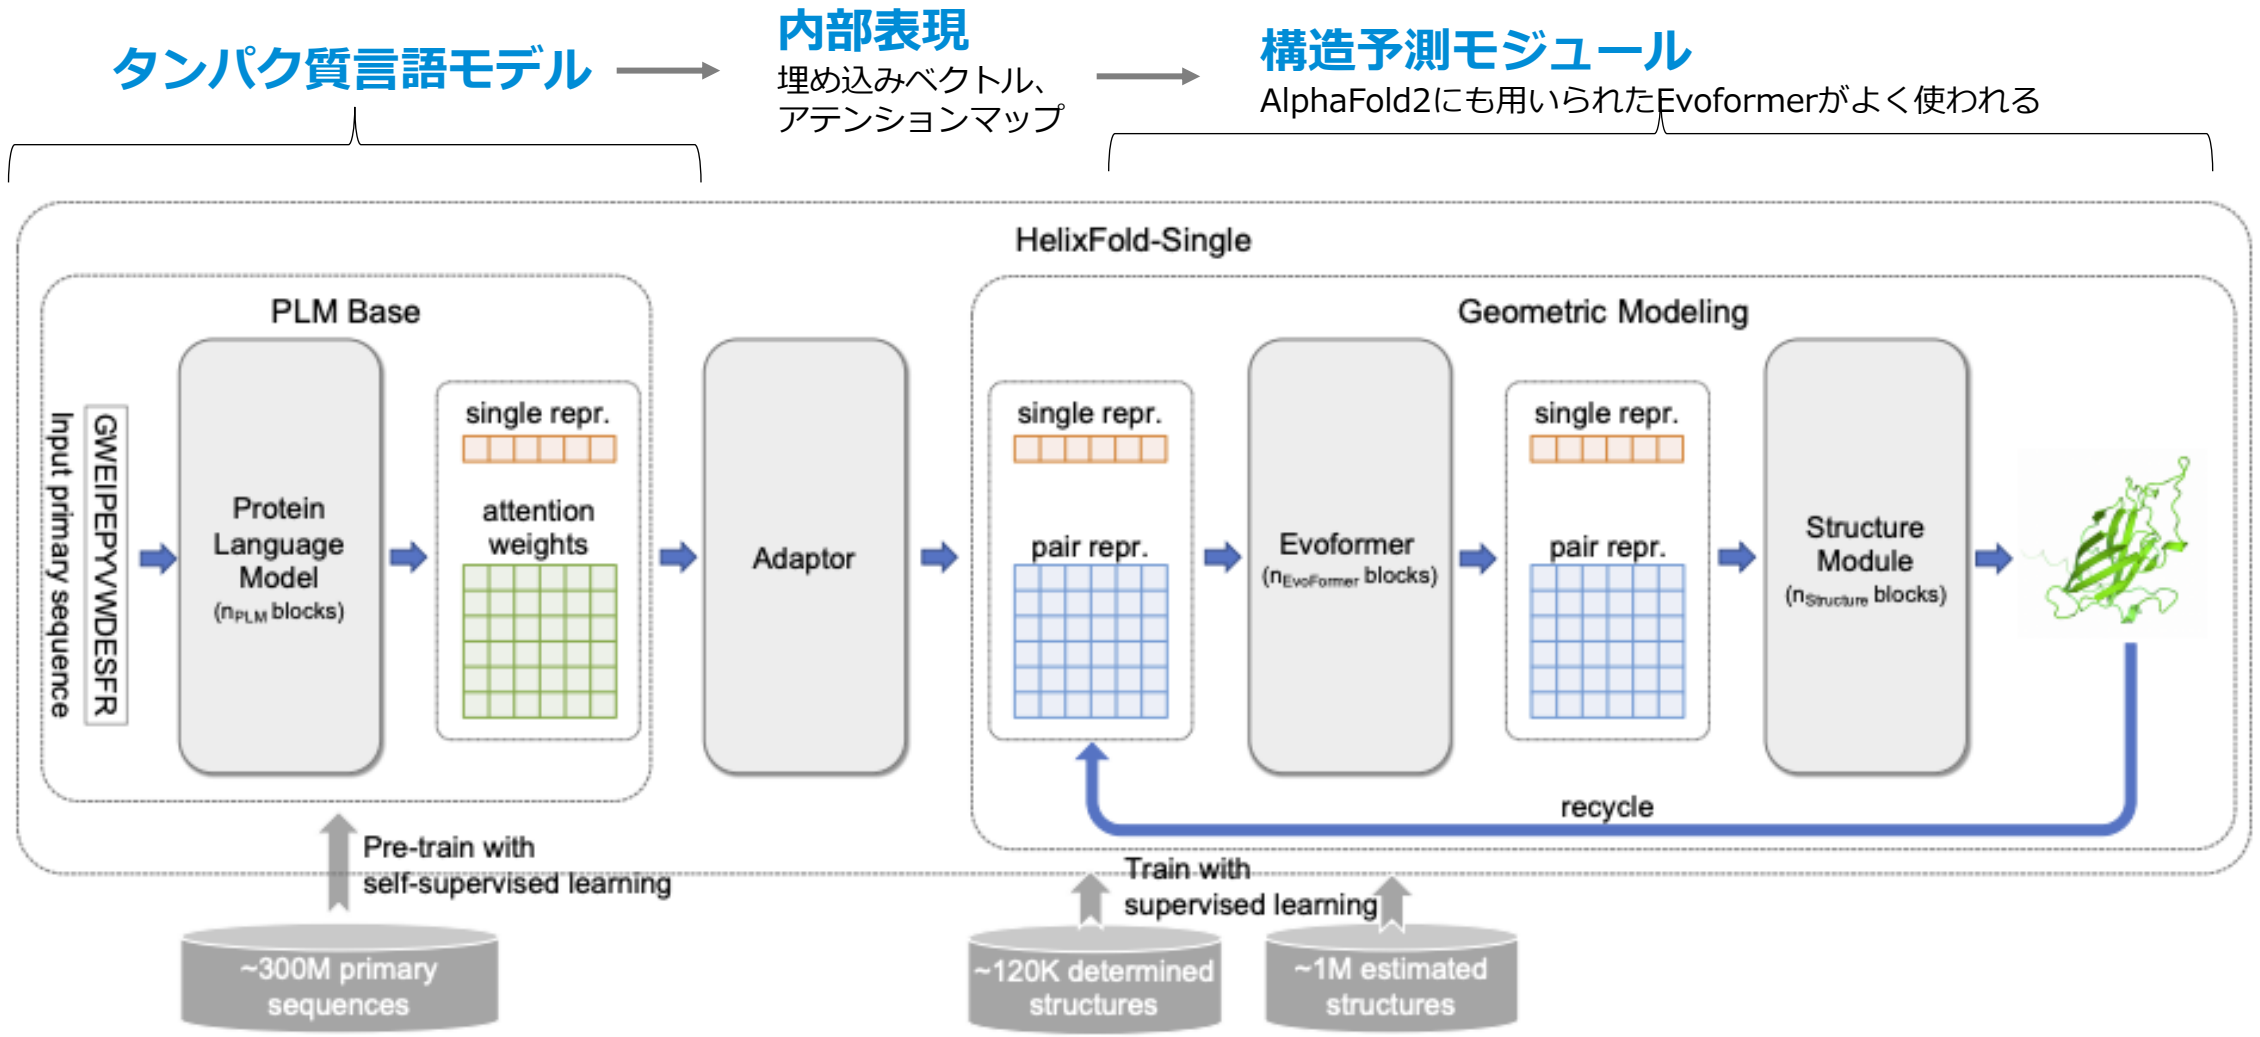 タンパク質言語モデル
内部表現
埋め込みベクトル、
アテンションマップ
構造予測モジュール
AlphaFold2にも用いられたEvoformerがよく使われる
HelixFold-Single
PLM Base
Input primary sequence
GWEIPEPYVWDESFR
Protein
Language
Model
(nPLM blocks)
single repr.
attention
weights
Adaptor
Geometric Modeling
single repr.
pair repr.
Evoformer
(nEvoFormer blocks)
single repr.
pair repr.
Structure
Module
(nStructure blocks)
recycle
Pre-train with
self-supervised learning
~300M primary
sequences
Train with
supervised learning
~120K determined
structures
~1M estimated
structures